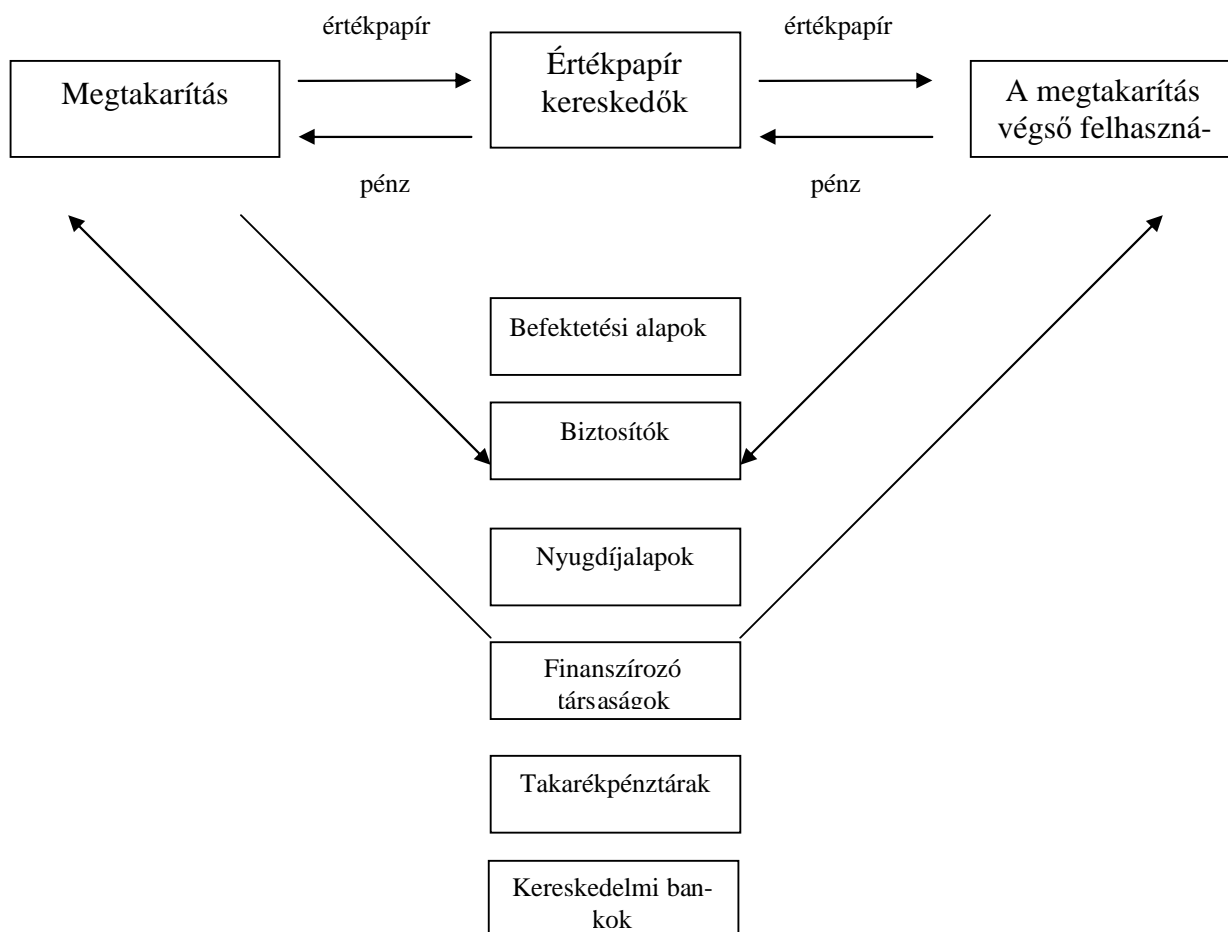 értékpapír
értékpapír
Megtakarítás
Értékpapír
kereskedők
A megtakarítás
végső felhaszná-
pénz
pénz
Befektetési alapok
Biztosítók
Nyugdíjalapok
Finanszírozó
társaságok
Takarékpénztárak
Kereskedelmi ban-
kok